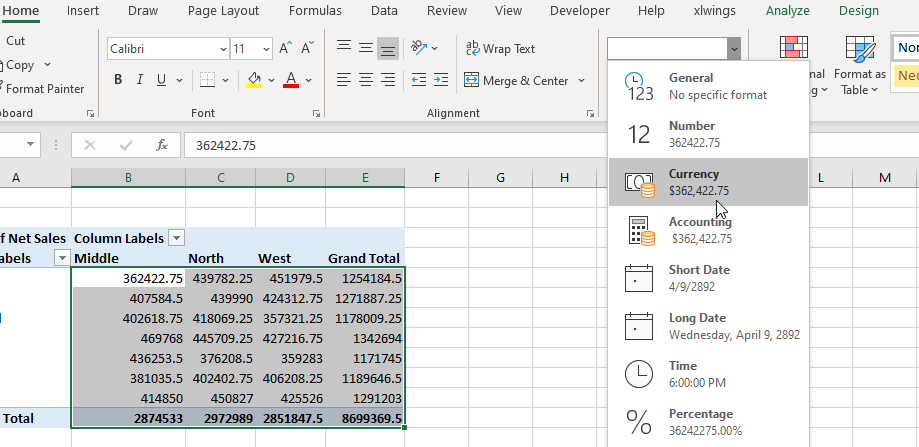 Home Insert Draw Page Layout Formulas Data Review View xlwings Developer Help xlwings Analyze Design
Cut
Copy
Format Painter
Calibri 11 A A
B I U A
Font
ab Wrap Text
Merge & Center
Alignment
Format as
Table
362422.75
fx 362422.75
A B C D E F G H L M
of Net Sales Column Labels
Middle North West Grand Total
362422.75 439782.25 451979.5 1254184.5
407584.5 439990 424312.75 1271887.25
402618.75 418069.25 357321.25 1178009.25
469768 445709.25 427216.75 1342694
436253.5 376208.5 359283 1171745
381035.5 402402.75 406208.25 1189646.5
414850 450827 425526 1291203
Total 2874533 2972989 2851847.5 8699369.5
123 General
No specific format
12 Number
362422.75
Currency
$362,422.75
Accounting
$362,422.75
Short Date
4/9/2892
Long Date
Wednesday, April 9, 2892
Time
6:00:00 PM
% Percentage
36242275.00%